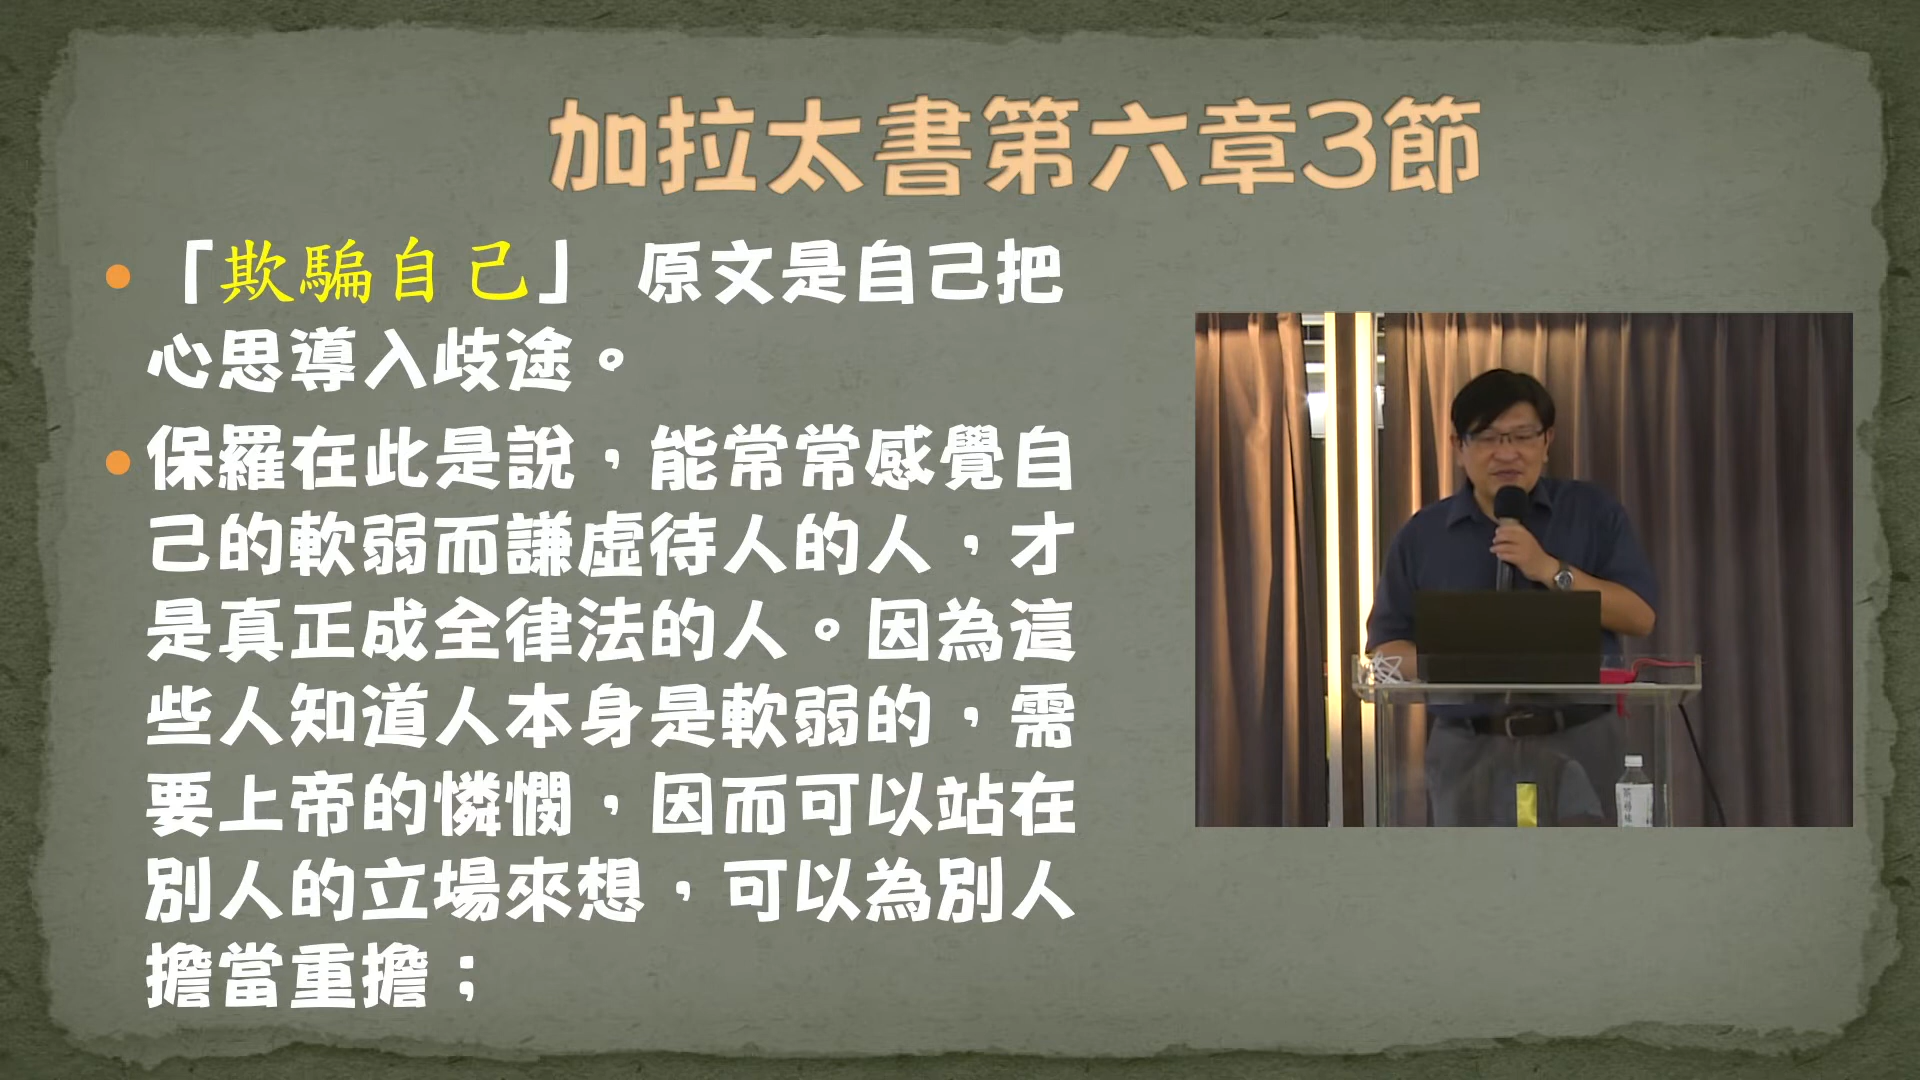 加拉太書第六章3節
「欺騙自己」 原文是自己把
心思導入歧途。
保羅在此是說，能常常感覺自
己的軟弱而謙虛待人的人，才
是真正成全律法的人。因為這
些人知道人本身是軟弱的，需
要上帝的憐憫，因而可以站在
別人的立場來想，可以為別人
擔當重擔；